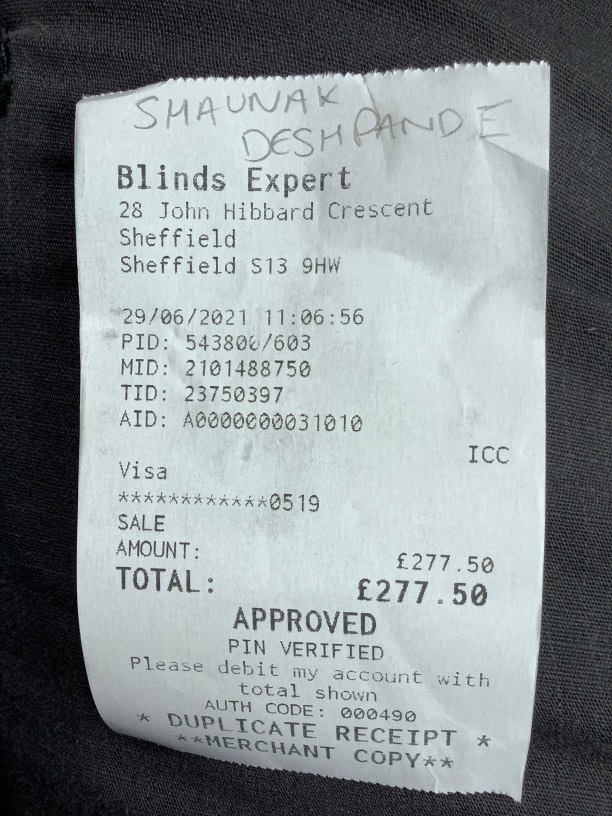 SHAUNAK
DESHPANDE
Blinds Expert
28 John Hibbard Crescent
Sheffield
Sheffield S13 9HW
29/06/2021 11:06:56
PID: 543800/603
MID: 2101488750
TID: 23750397
AID: A0000000031010
ICC
Visa
************0519
SALE
AMOUNT: £277.50
TOTAL: £277.50
APPROVED
PIN VERIFIED
Please debit my account with
total shown
AUTH CODE: 000490
* DUPLICATE RECEIPT *
**MERCHANT COPY**